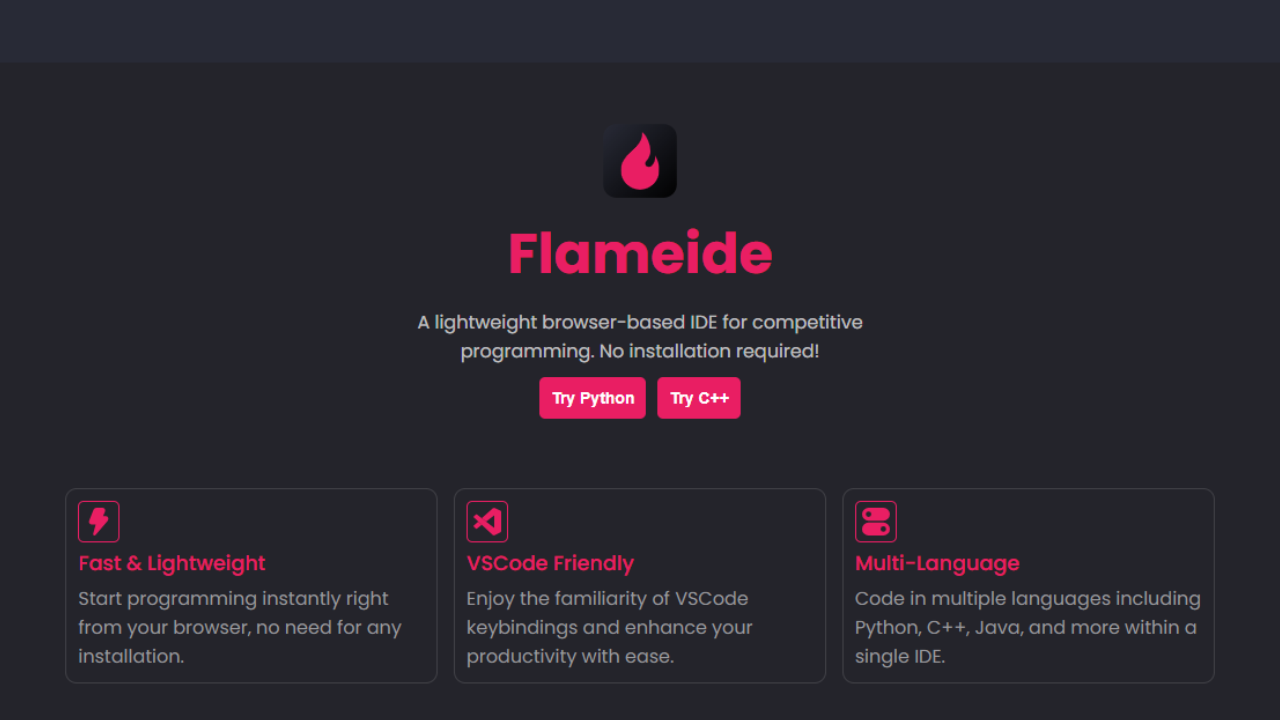 Flameide
A lightweight browser-based IDE for competitive
programming. No installation required!
Try Python
Try C++
Fast & Lightweight
Start programming instantly right
from your browser, no need for any
installation.
VSCode Friendly
Enjoy the familiarity of VSCode
keybindings and enhance your
productivity with ease.
Multi-Language
Code in multiple languages including
Python, C++, Java, and more within a
single IDE.